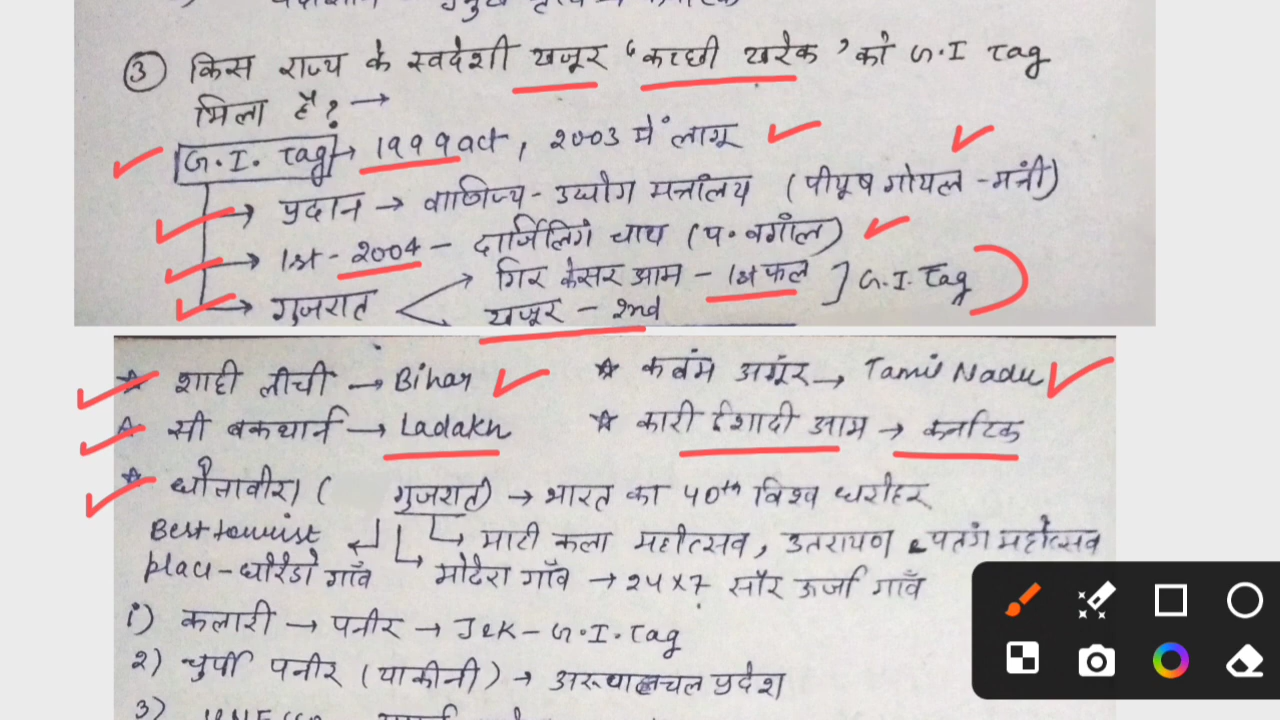 ③ किस राज्य के स्वदेशी खजूर 'कच्छी खरेक' को G.I Tag
मिला है? →
G.I. Tag → 1999 act, 2003 में लागू
→ प्रदान → वाणिज्य-उद्योग मन्त्रालय (पीयूष गोयल - मंत्री)
→ 1st - 2004 - दार्जिलिंग चाय (प. बंगाल)
→ गुजरात
→ गिर केसर आम - 1st फल ] G.I. Tag
खजूर - 2nd
☆ शाही लीची → Bihar
☆ कवंम अगूंर → Tamil Nadu
☆ सी बकथार्न → Ladakh
☆ कारी ईशादी आम → कर्नाटक
☆ धौलावीरा ( गुजरात) → भारत का 40th विश्व धरोहर
→ माटी कला महोत्सव, उतरायण पतंग महोत्सव
Best tourist
place - धौरडो गाँव
→ मोढेरा गाँव → 24x7 सौर ऊर्जा गाँव
1) कलारी → पनीर → J&K - G.I. Tag
2) चुर्पी पनीर (याकीनी) → अरूणाचल प्रदेश
3)